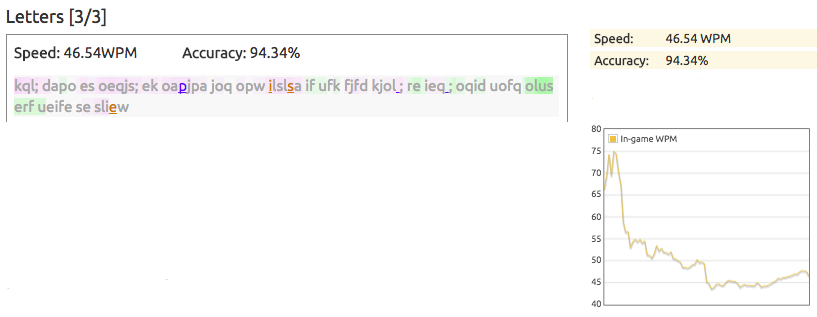 Letters [3/3]
Speed: 46.54WPM Accuracy: 94.34%
kql; dapo es oeqjs; ek oapjpa joq opw ilslsa if ufk fjfd kjol ; re ieq ; oqid uofq olus
erf ueife se sliew
Speed: 46.54 WPM
Accuracy: 94.34%
In-game WPM
80
75
70
65
60
55
50
45
40